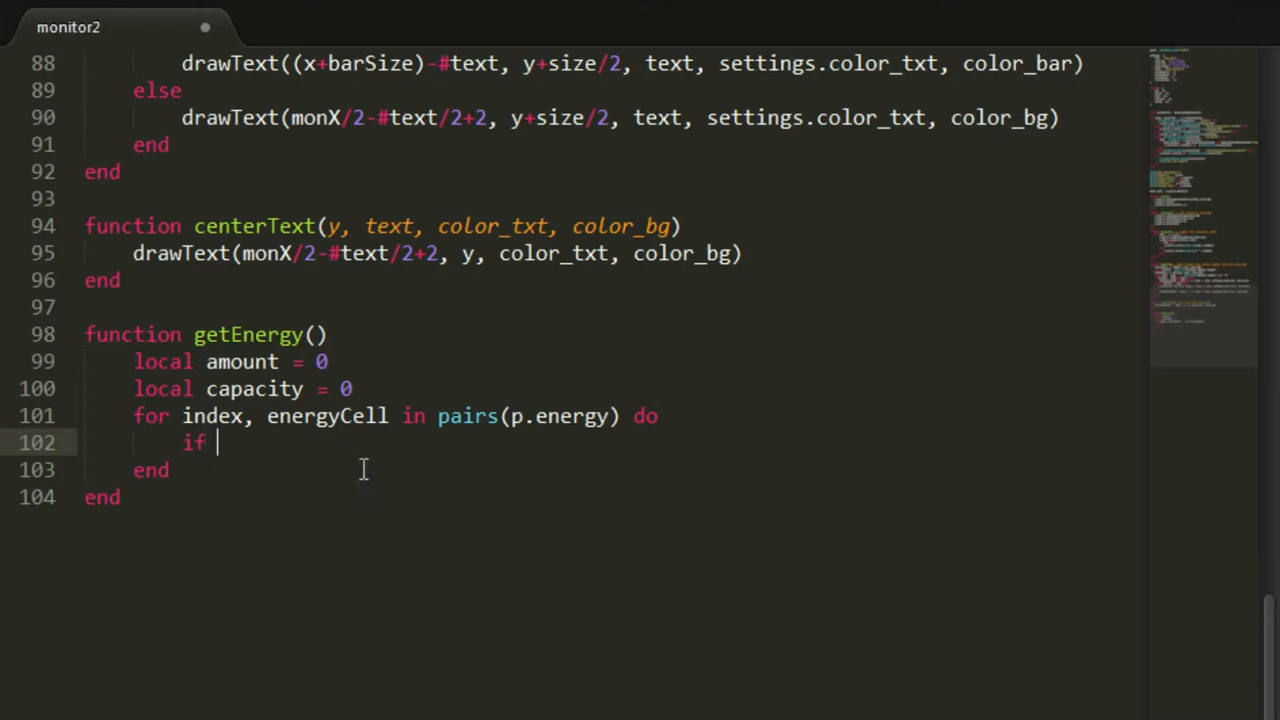 monitor2
88 drawText((x+barSize)-#text, y+size/2, text, settings.color_txt, color_bar)
89 else
90 drawText(monX/2-#text/2+2, y+size/2, text, settings.color_txt, color_bg)
91 end
92 end
93
94 function centerText(y, text, color_txt, color_bg)
95 drawText(monX/2-#text/2+2, y, color_txt, color_bg)
96 end
97
98 function getEnergy()
99 local amount = 0
100 local capacity = 0
101 for index, energyCell in pairs(p.energy) do
102 if
103 end
104 end